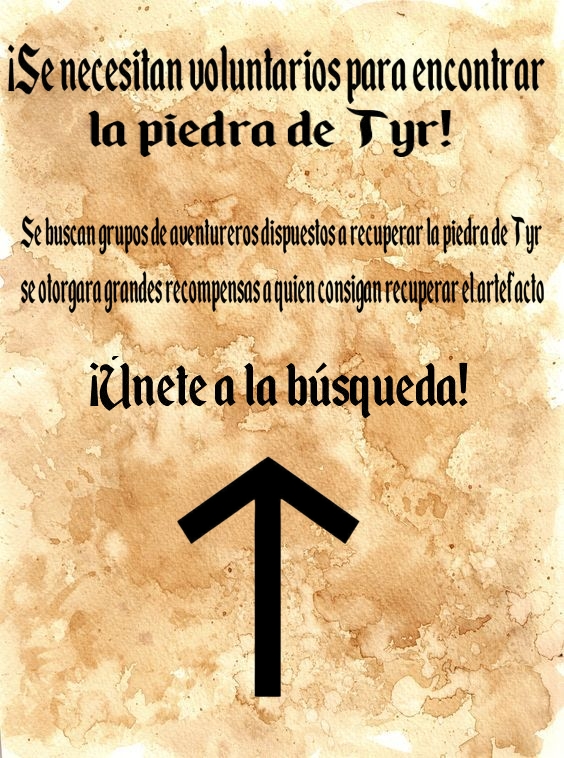 ¡Se necesitan voluntarios para encontrar
la piedra de Tyr!
Se buscan grupos de aventureros dispuestos a recuperar la piedra de Tyr
se otorgara grandes recompensas a quien consigan recuperar el artefacto
¡Únete a la búsqueda!